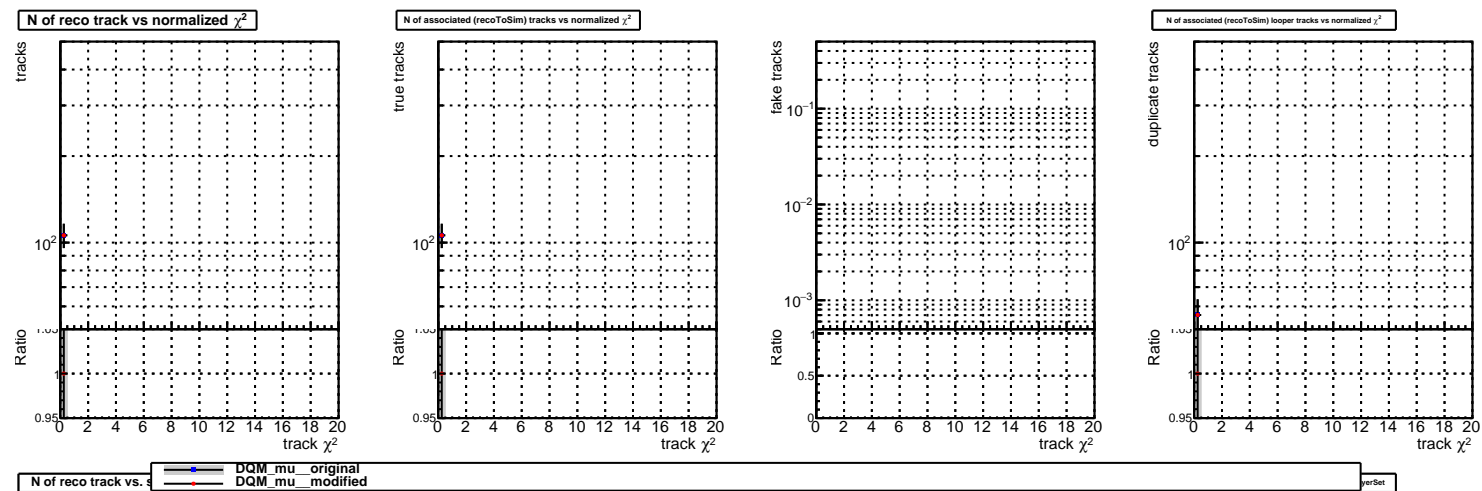 N of reco track vs normalized χ²
N of associated (recoToSim) tracks vs normalized χ²
N of associated (recoToSim) looper tracks vs normalized χ²
tracks
10²
Ratio
1
0.95
0 2 4 6 8 10 12 14 16 18 20
track χ²
true tracks
10²
Ratio
1
0.95
0 2 4 6 8 10 12 14 16 18 20
track χ²
fake tracks
10⁻¹
10⁻²
10⁻³
Ratio
1
0.5
0
0 2 4 6 8 10 12 14 16 18 20
track χ²
duplicate tracks
10²
Ratio
1
0.95
0 2 4 6 8 10 12 14 16 18 20
track χ²
DQM_mu__original
DQM_mu__modified
N of reco track vs. s
yerSet